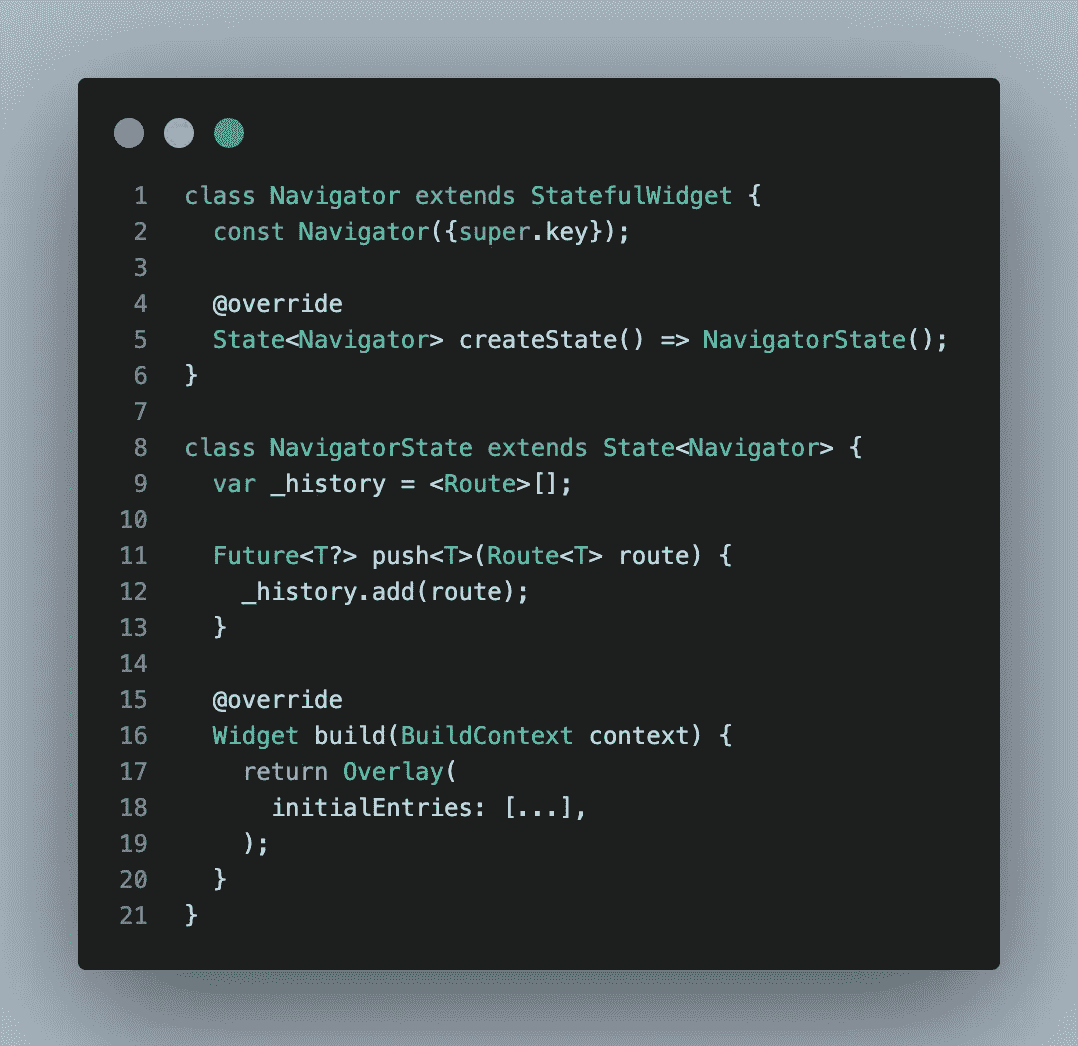 1 class Navigator extends StatefulWidget {
2   const Navigator({super.key});
3
4   @override
5   State<Navigator> createState() => NavigatorState();
6 }
7
8 class NavigatorState extends State<Navigator> {
9   var _history = <Route>[];
10
11   Future<T?> push<T>(Route<T> route) {
12     _history.add(route);
13   }
14
15   @override
16   Widget build(BuildContext context) {
17     return Overlay(
18       initialEntries: [...],
19     );
20   }
21 }